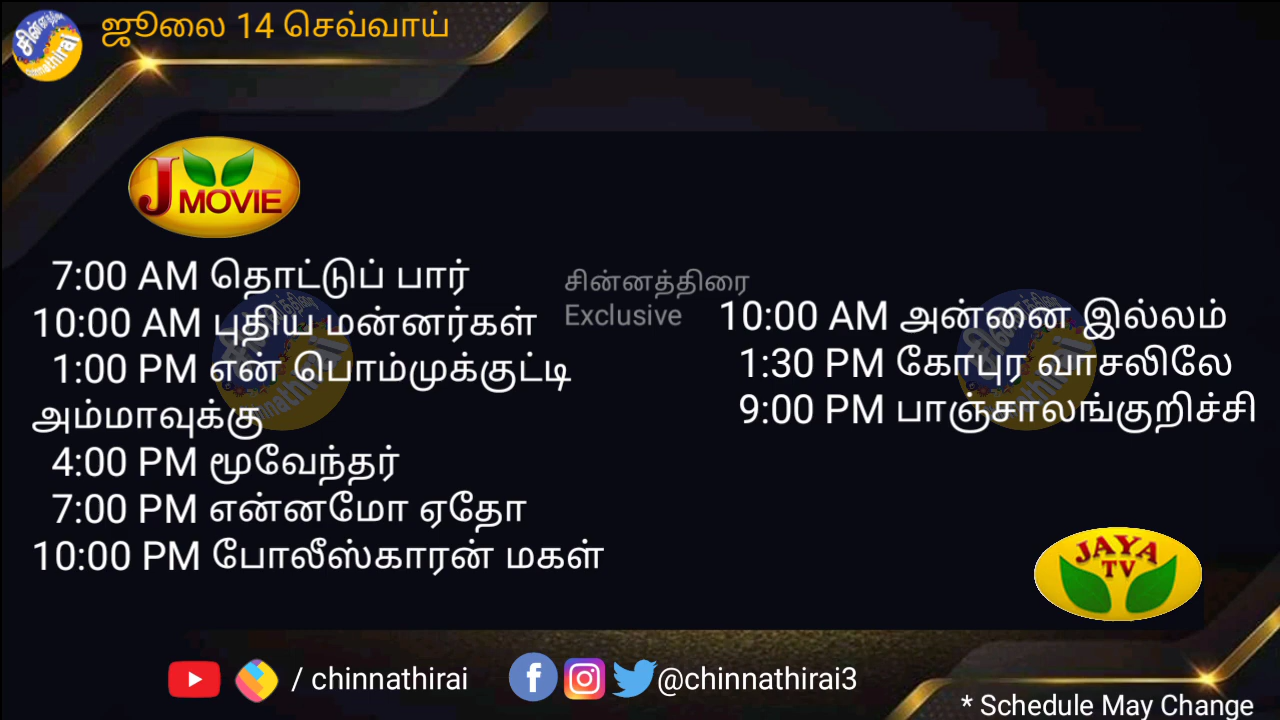 சின்னத்திரை
chinnathirai
ஜூலை 14 செவ்வாய்
J MOVIE
7:00 AM தொட்டுப் பார்
10:00 AM புதிய மன்னர்கள்
1:00 PM என் பொம்முக்குட்டி
அம்மாவுக்கு
4:00 PM மூவேந்தர்
7:00 PM என்னமோ ஏதோ
10:00 PM போலீஸ்காரன் மகள்
சின்னத்திரை
Exclusive
10:00 AM அன்னை இல்லம்
1:30 PM கோபுர வாசலிலே
9:00 PM பாஞ்சாலங்குறிச்சி
JAYA
TV
/ chinnathirai
@chinnathirai3
* Schedule May Change